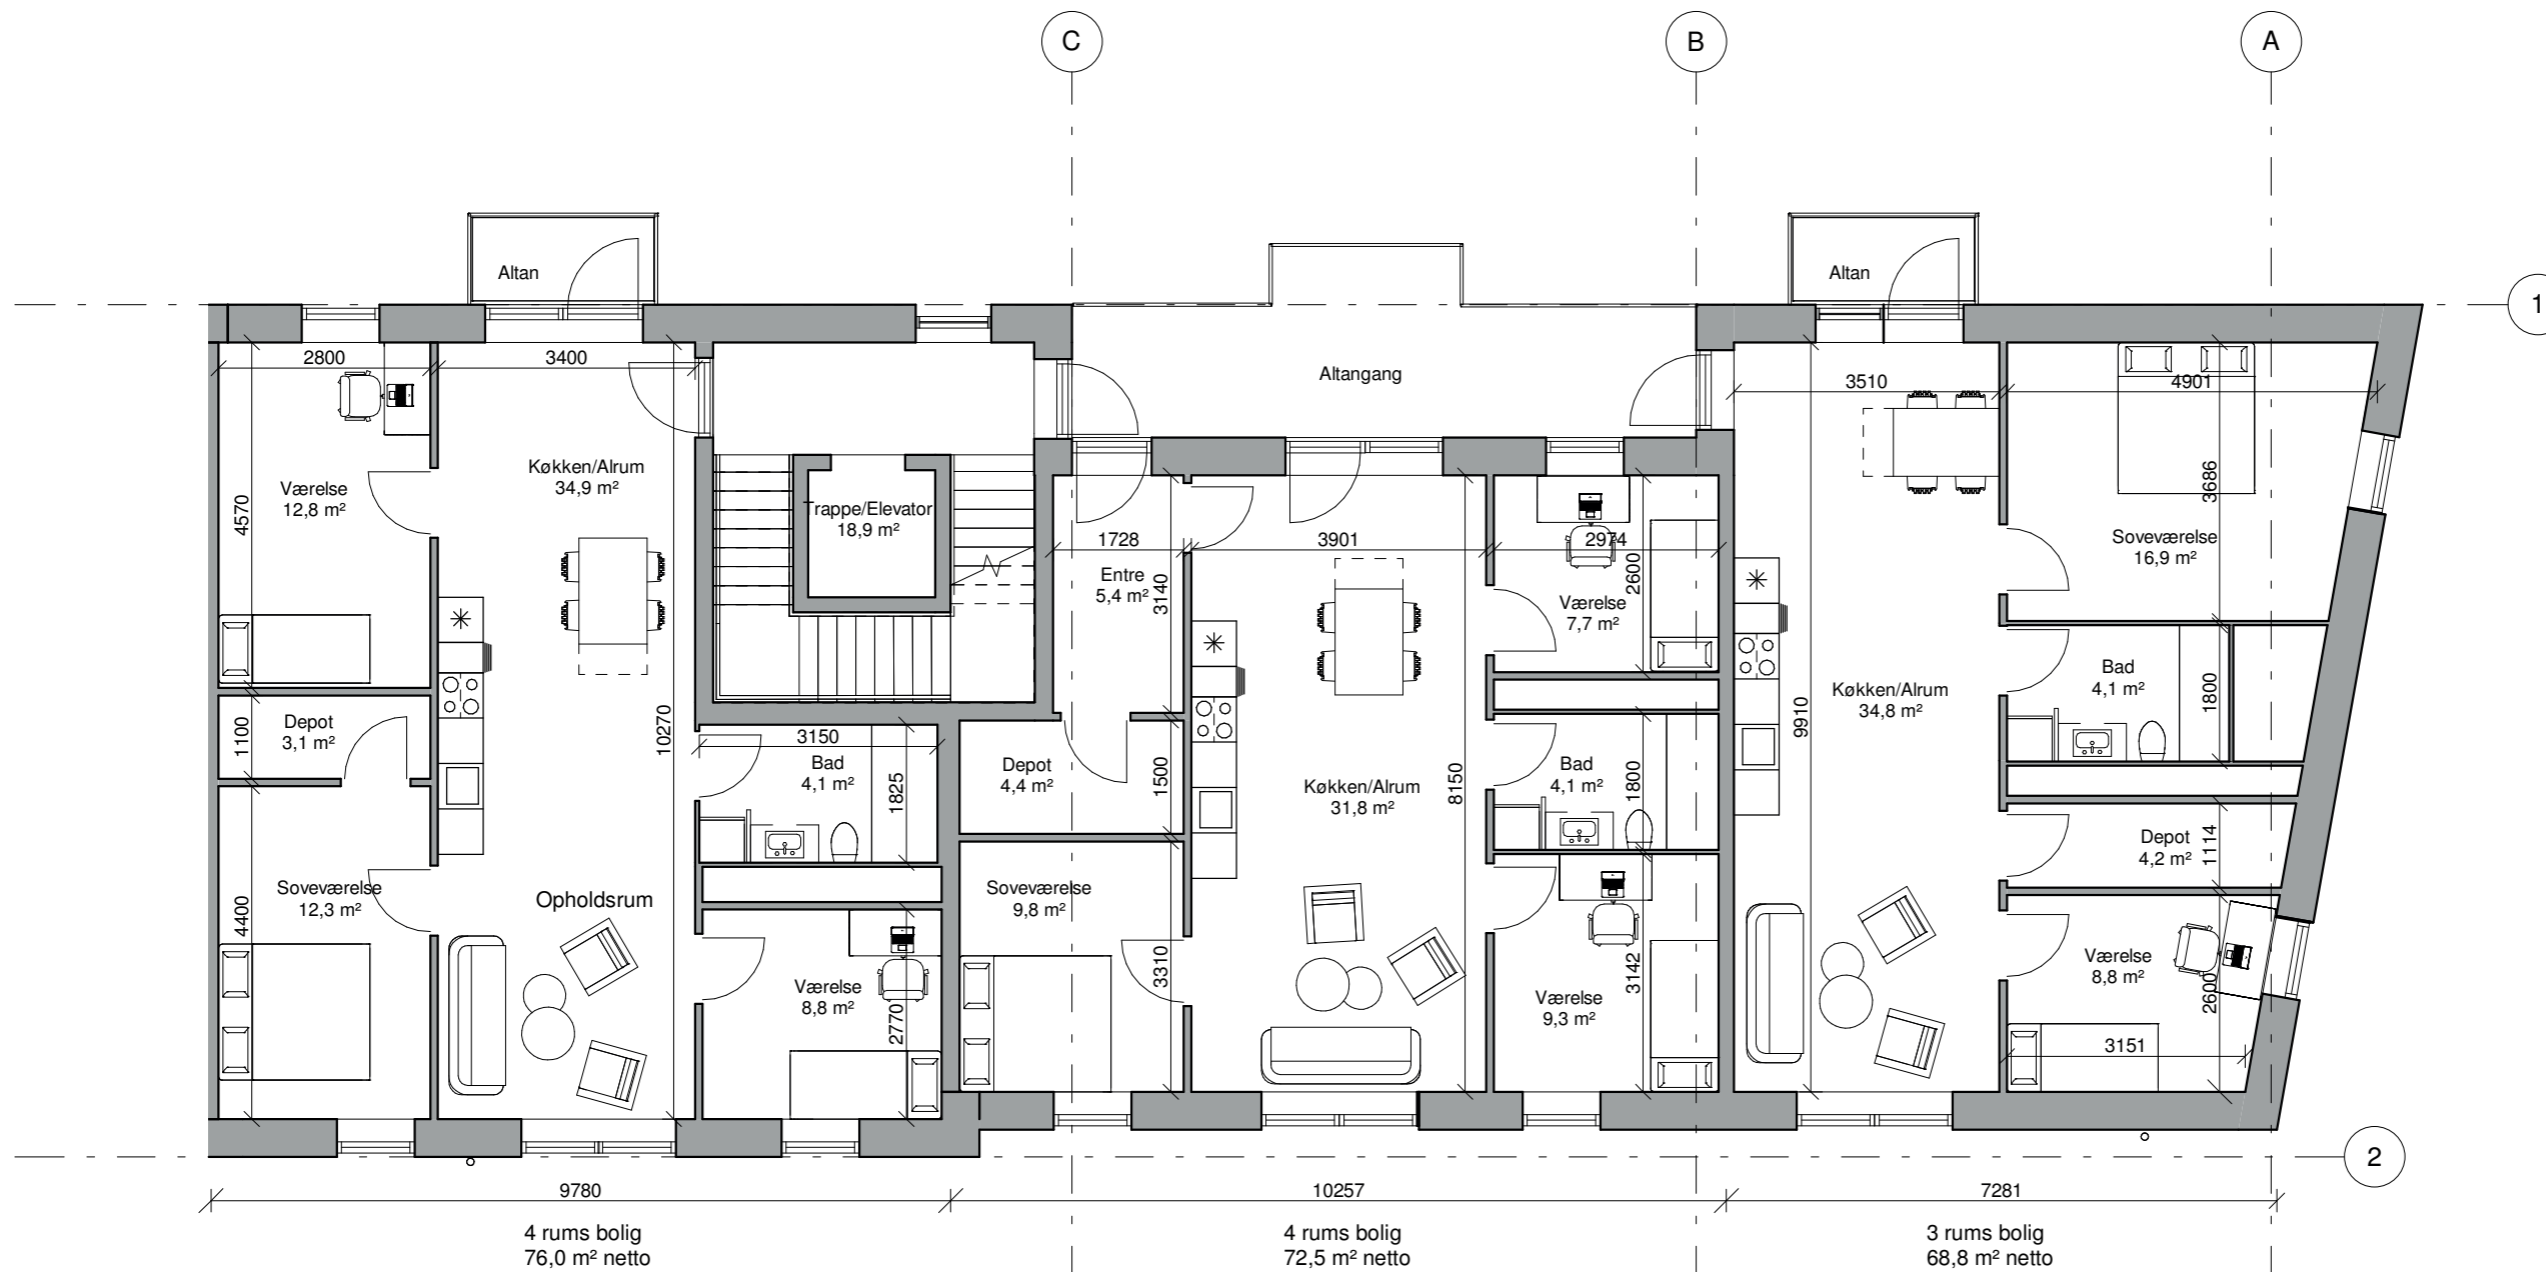 C
B
A
Altan
Altan
1
2800
3400
Altangang
3510
4901
Køkken/Alrum
34,9 m²
Værelse
12,8 m²
4570
Trappe/Elevator
18,9 m²
1728
3901
2974
3686
Soveværelse
16,9 m²
Entre
5,4 m²
3140
2600
Værelse
7,7 m²
Depot
3,1 m²
1100
10270
3150
Bad
4,1 m²
1825
Depot
4,4 m²
1500
Køkken/Alrum
31,8 m²
8150
Bad
4,1 m²
1800
9910
Køkken/Alrum
34,8 m²
Bad
4,1 m²
1800
Depot
4,2 m²
1114
Soveværelse
12,3 m²
4400
Opholdsrum
Soveværelse
9,8 m²
3310
Værelse
8,8 m²
2770
Værelse
9,3 m²
3142
Værelse
8,8 m²
2600
3151
2
9780
10257
7281
4 rums bolig
76,0 m² netto
4 rums bolig
72,5 m² netto
3 rums bolig
68,8 m² netto